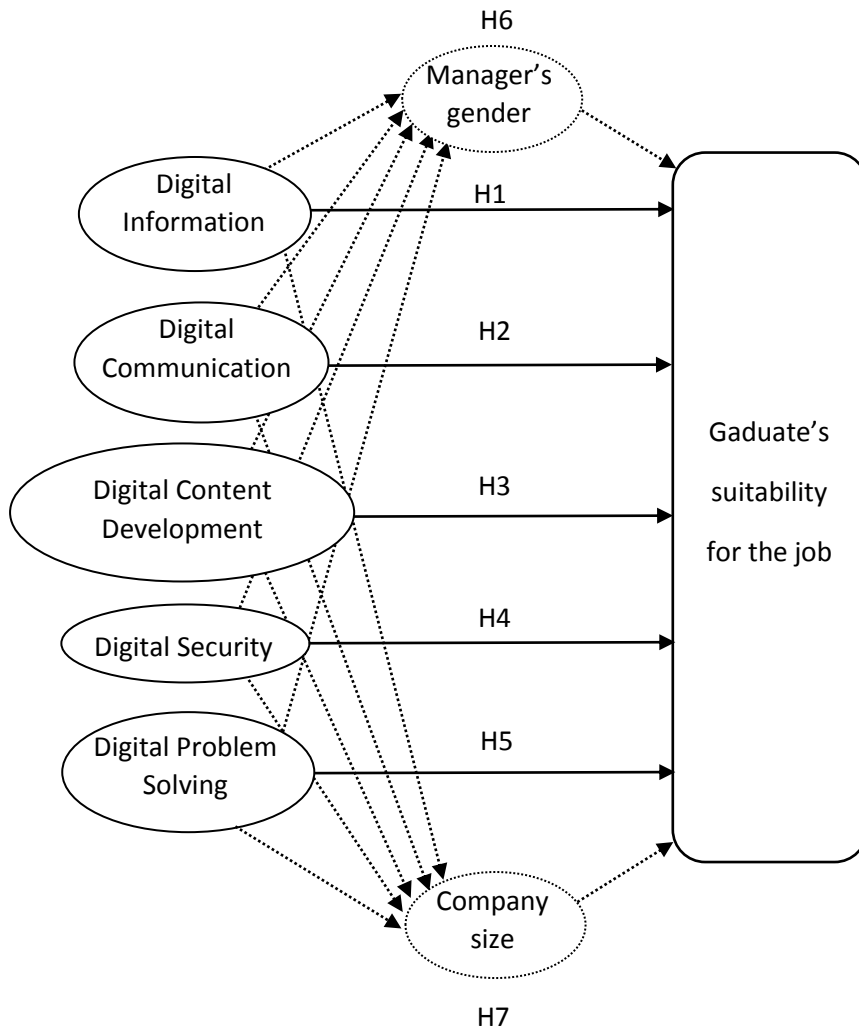 H6
Manager’s
gender
Digital
Information
H1
Digital
Communication
H2
Digital Content
Development
H3
Gaduate’s
suitability
for the job
Digital Security
H4
Digital Problem
Solving
H5
Company
size
H7